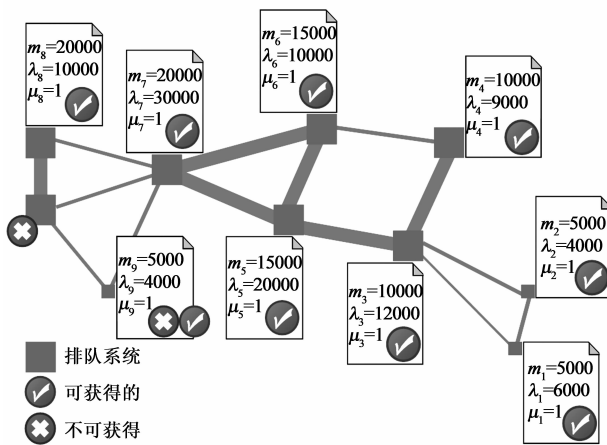 m₈=20000
λ₈=10000
μ₈=1
m₇=20000
λ₇=30000
μ₇=1
m₆=15000
λ₆=10000
μ₆=1
m₄=10000
λ₄=9000
μ₄=1
m₉=5000
λ₉=4000
μ₉=1
m₅=15000
λ₅=20000
μ₅=1
m₃=10000
λ₃=12000
μ₃=1
m₂=5000
λ₂=4000
μ₂=1
m₁=5000
λ₁=6000
μ₁=1
排队系统
可获得的
不可获得